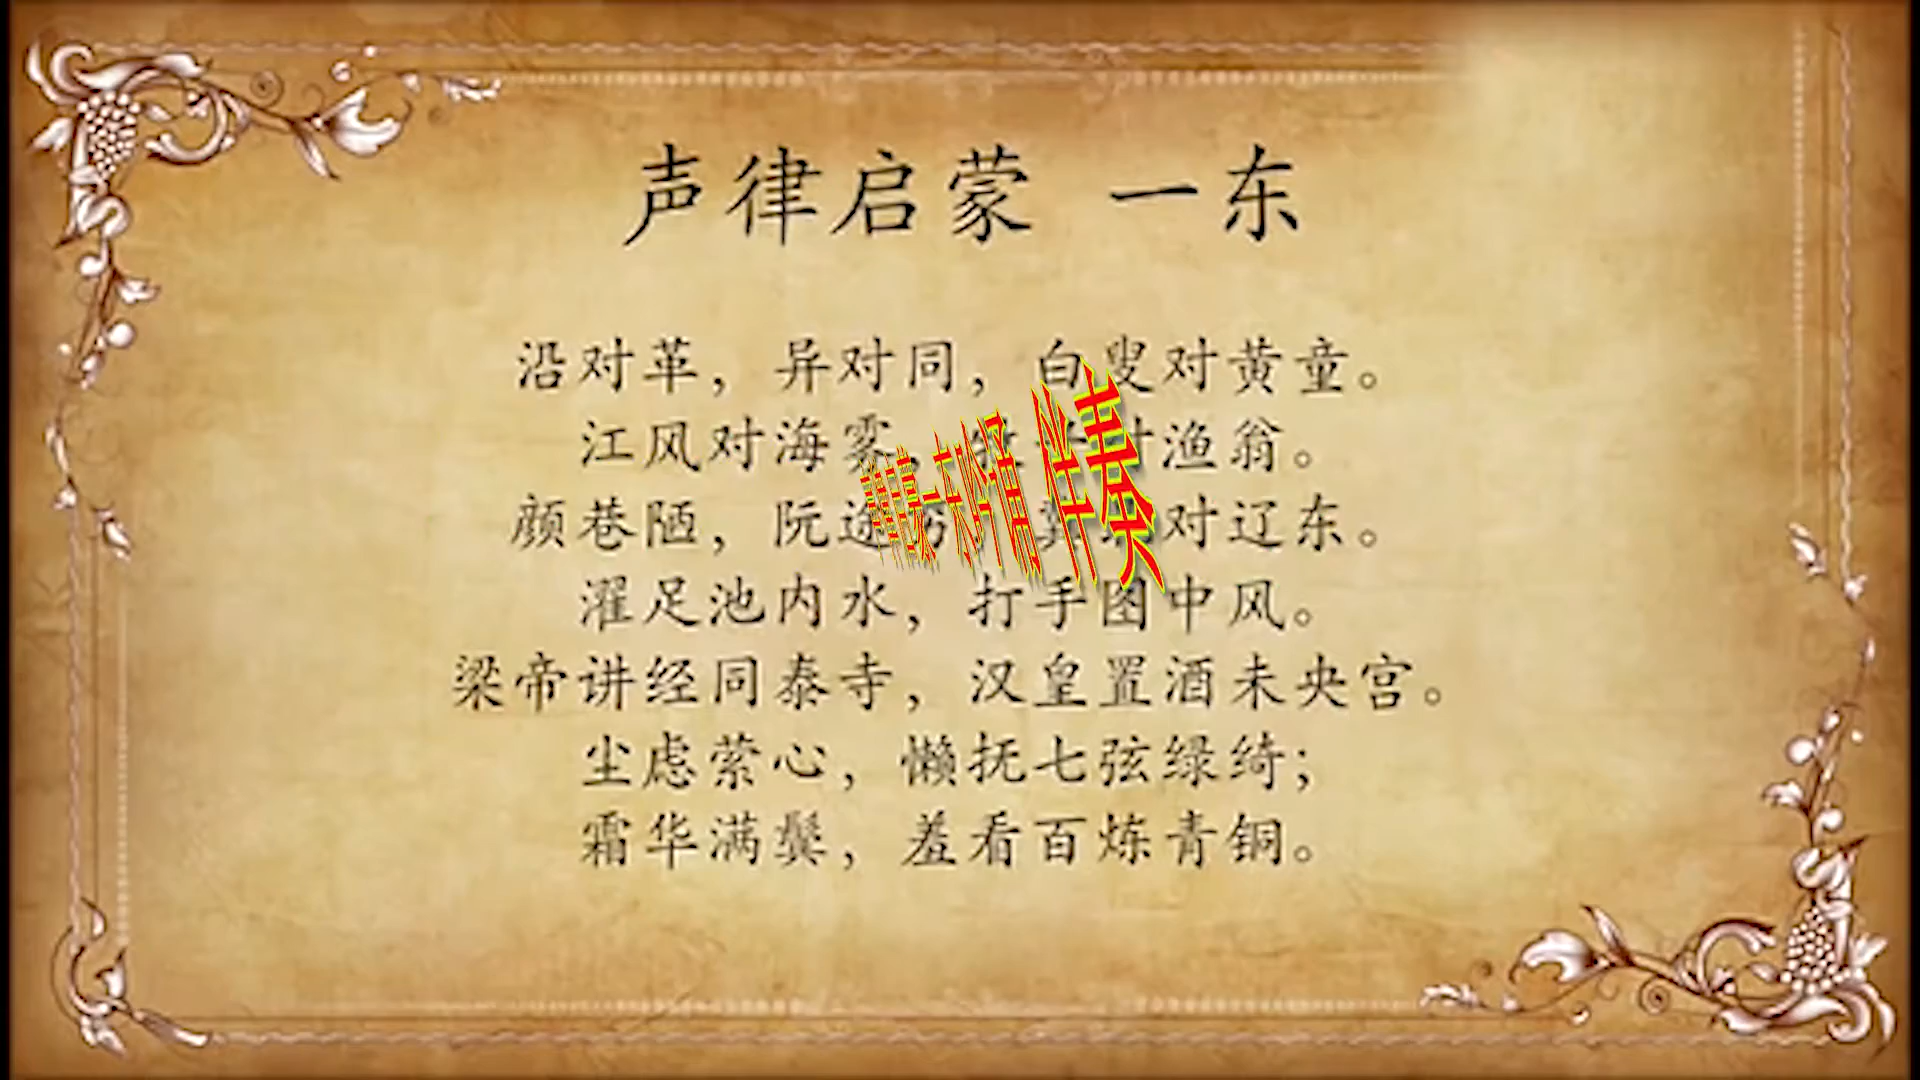 声律启蒙 一东
沿对革，异对同，白叟对黄童。
江风对海雾，对渔翁。
颜巷陋，阮途对辽东。
濯足池内水，打手图中风。
梁帝讲经同泰寺，汉皇置酒未央宫。
尘虑萦心，懒抚七弦绿绮；
霜华满鬓，羞看百炼青铜。
一东吟诵 伴奏